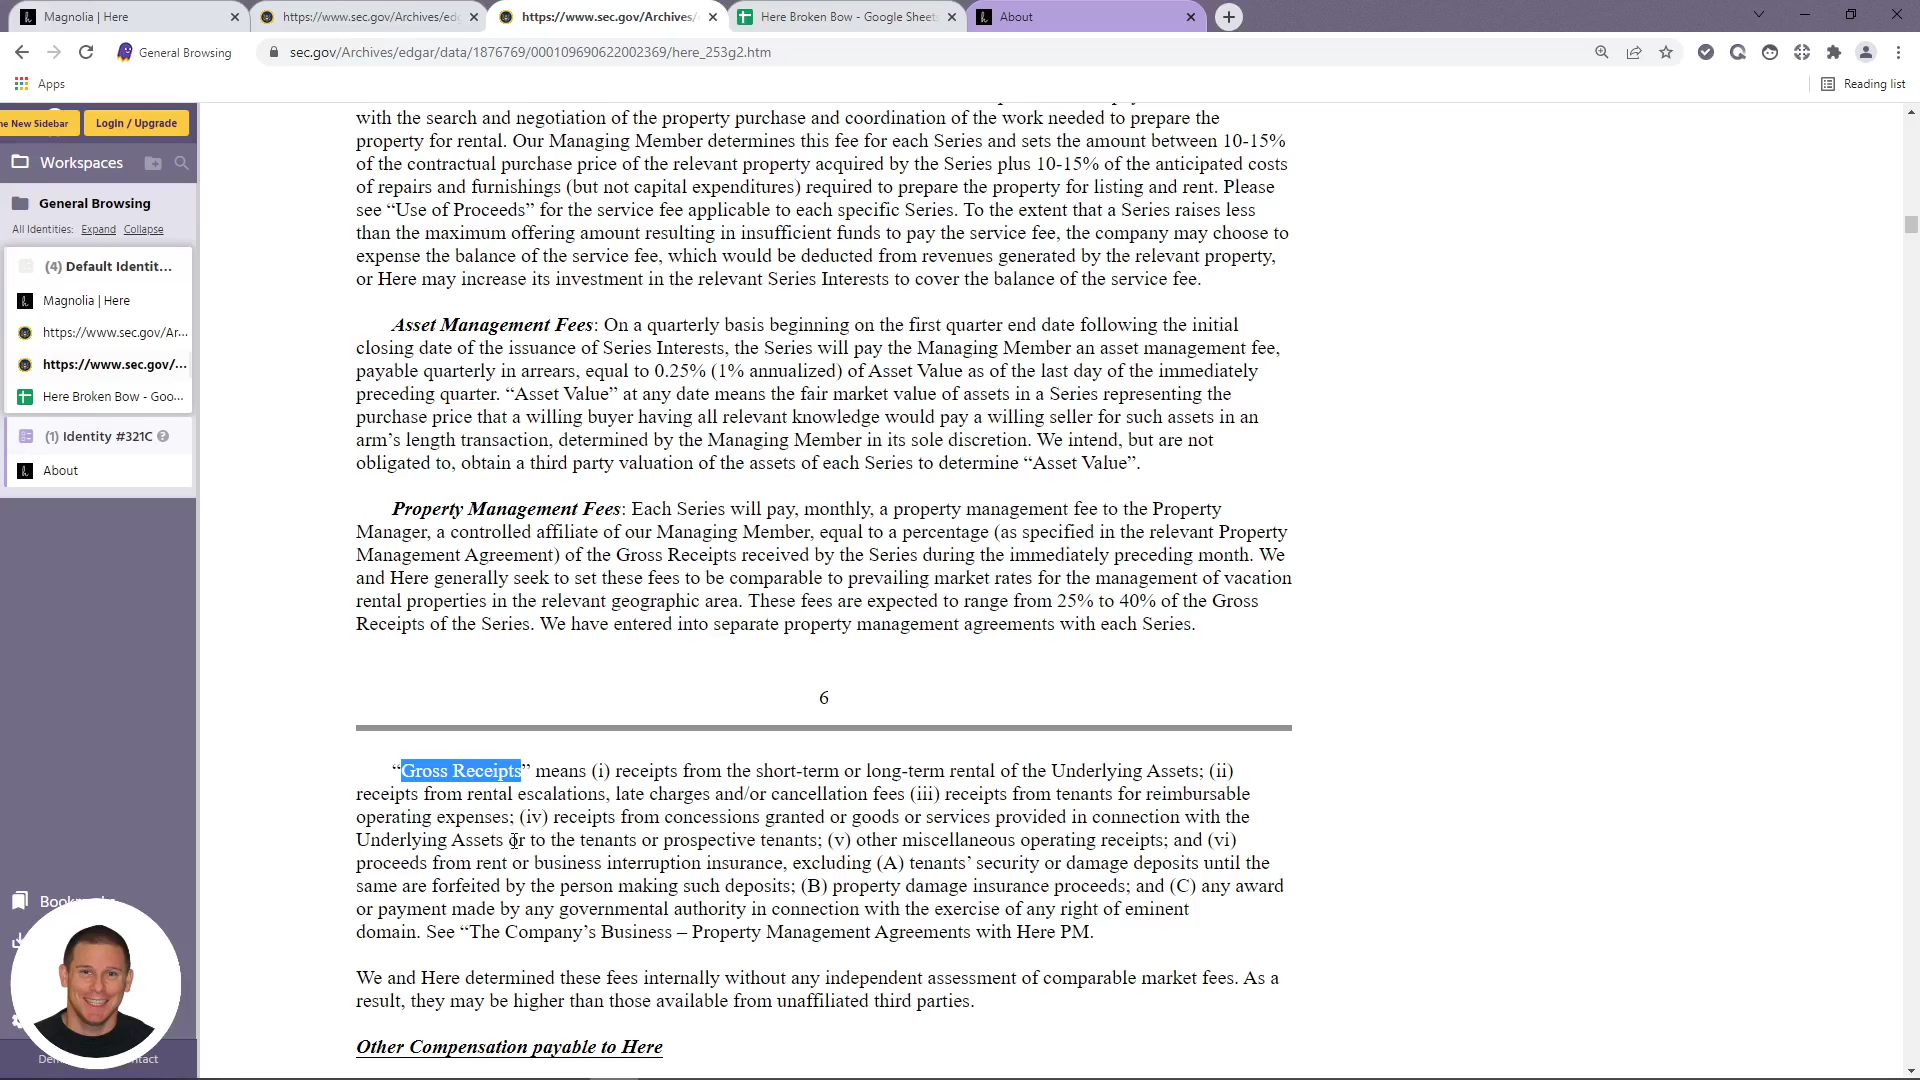 Magnolia | Here
https://www.sec.gov/Archives/edg
https://www.sec.gov/Archives/
Here Broken Bow - Google Sheets
About
General Browsing
sec.gov/Archives/edgar/data/1876769/000109690622002369/here_253g2.htm
Apps
Reading list
he New Sidebar
Login / Upgrade
Workspaces
General Browsing
All Identities: Expand Collapse
(4) Default Identit...
Magnolia | Here
https://www.sec.gov/Ar...
https://www.sec.gov/...
Here Broken Bow - Goo...
(1) Identity #321C
About
with the search and negotiation of the property purchase and coordination of the work needed to prepare the
property for rental. Our Managing Member determines this fee for each Series and sets the amount between 10-15%
of the contractual purchase price of the relevant property acquired by the Series plus 10-15% of the anticipated costs
of repairs and furnishings (but not capital expenditures) required to prepare the property for listing and rent. Please
see “Use of Proceeds” for the service fee applicable to each specific Series. To the extent that a Series raises less
than the maximum offering amount resulting in insufficient funds to pay the service fee, the company may choose to
expense the balance of the service fee, which would be deducted from revenues generated by the relevant property,
or Here may increase its investment in the relevant Series Interests to cover the balance of the service fee.
Asset Management Fees: On a quarterly basis beginning on the first quarter end date following the initial
closing date of the issuance of Series Interests, the Series will pay the Managing Member an asset management fee,
payable quarterly in arrears, equal to 0.25% (1% annualized) of Asset Value as of the last day of the immediately
preceding quarter. “Asset Value” at any date means the fair market value of assets in a Series representing the
purchase price that a willing buyer having all relevant knowledge would pay a willing seller for such assets in an
arm’s length transaction, determined by the Managing Member in its sole discretion. We intend, but are not
obligated to, obtain a third party valuation of the assets of each Series to determine “Asset Value”.
Property Management Fees: Each Series will pay, monthly, a property management fee to the Property
Manager, a controlled affiliate of our Managing Member, equal to a percentage (as specified in the relevant Property
Management Agreement) of the Gross Receipts received by the Series during the immediately preceding month. We
and Here generally seek to set these fees to be comparable to prevailing market rates for the management of vacation
rental properties in the relevant geographic area. These fees are expected to range from 25% to 40% of the Gross
Receipts of the Series. We have entered into separate property management agreements with each Series.
6
“Gross Receipts” means (i) receipts from the short-term or long-term rental of the Underlying Assets; (ii)
receipts from rental escalations, late charges and/or cancellation fees (iii) receipts from tenants for reimbursable
operating expenses; (iv) receipts from concessions granted or goods or services provided in connection with the
Underlying Assets or to the tenants or prospective tenants; (v) other miscellaneous operating receipts; and (vi)
proceeds from rent or business interruption insurance, excluding (A) tenants’ security or damage deposits until the
same are forfeited by the person making such deposits; (B) property damage insurance proceeds; and (C) any award
or payment made by any governmental authority in connection with the exercise of any right of eminent
domain. See “The Company’s Business – Property Management Agreements with Here PM.
We and Here determined these fees internally without any independent assessment of comparable market fees. As a
result, they may be higher than those available from unaffiliated third parties.
Other Compensation payable to Here